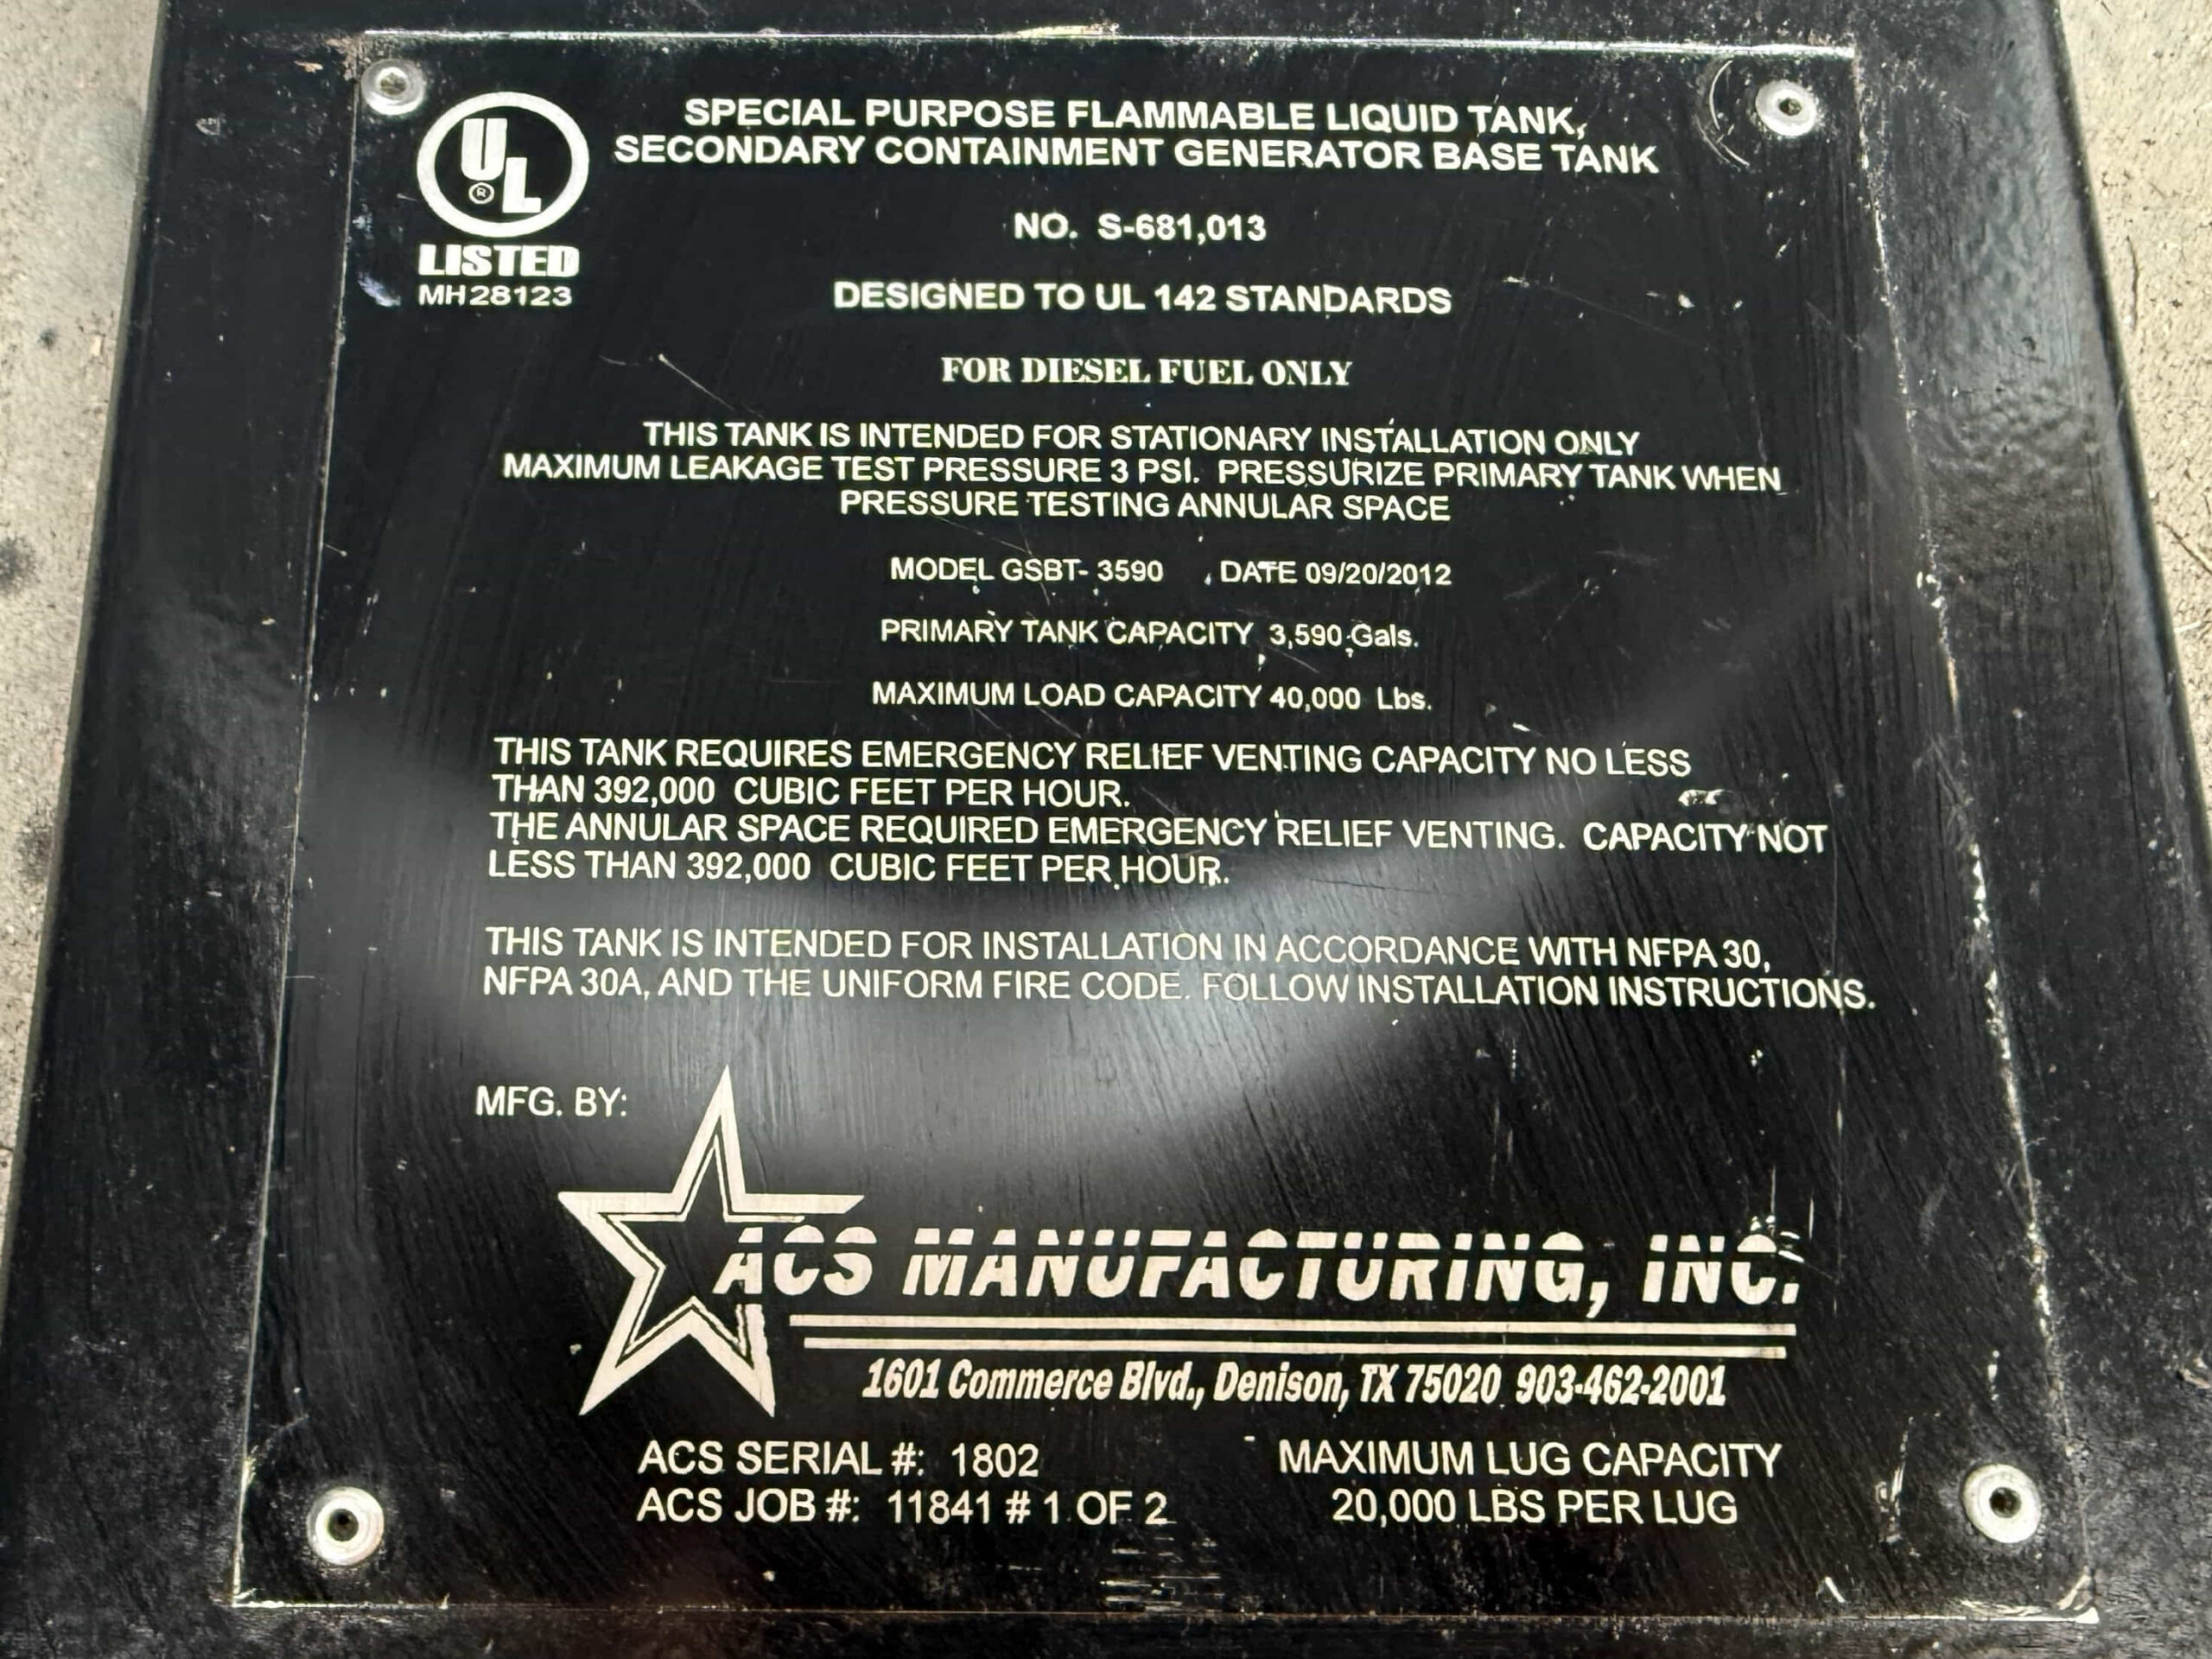 UL
®
LISTED
MH28123
SPECIAL PURPOSE FLAMMABLE LIQUID TANK,
SECONDARY CONTAINMENT GENERATOR BASE TANK
NO. S-681,013
DESIGNED TO UL 142 STANDARDS
FOR DIESEL FUEL ONLY
THIS TANK IS INTENDED FOR STATIONARY INSTALLATION ONLY
MAXIMUM LEAKAGE TEST PRESSURE 3 PSI. PRESSURIZE PRIMARY TANK WHEN
PRESSURE TESTING ANNULAR SPACE
MODEL GSBT- 3590 DATE 09/20/2012
PRIMARY TANK CAPACITY 3,590 Gals.
MAXIMUM LOAD CAPACITY 40,000 Lbs.
THIS TANK REQUIRES EMERGENCY RELIEF VENTING CAPACITY NO LESS
THAN 392,000 CUBIC FEET PER HOUR.
THE ANNULAR SPACE REQUIRED EMERGENCY RELIEF VENTING. CAPACITY NOT
LESS THAN 392,000 CUBIC FEET PER HOUR.
THIS TANK IS INTENDED FOR INSTALLATION IN ACCORDANCE WITH NFPA 30,
NFPA 30A, AND THE UNIFORM FIRE CODE. FOLLOW INSTALLATION INSTRUCTIONS.
MFG. BY:
ACS MANUFACTURING, INC.
1601 Commerce Blvd., Denison, TX 75020 903-462-2001
ACS SERIAL #: 1802
ACS JOB #: 11841 # 1 OF 2
MAXIMUM LUG CAPACITY
20,000 LBS PER LUG